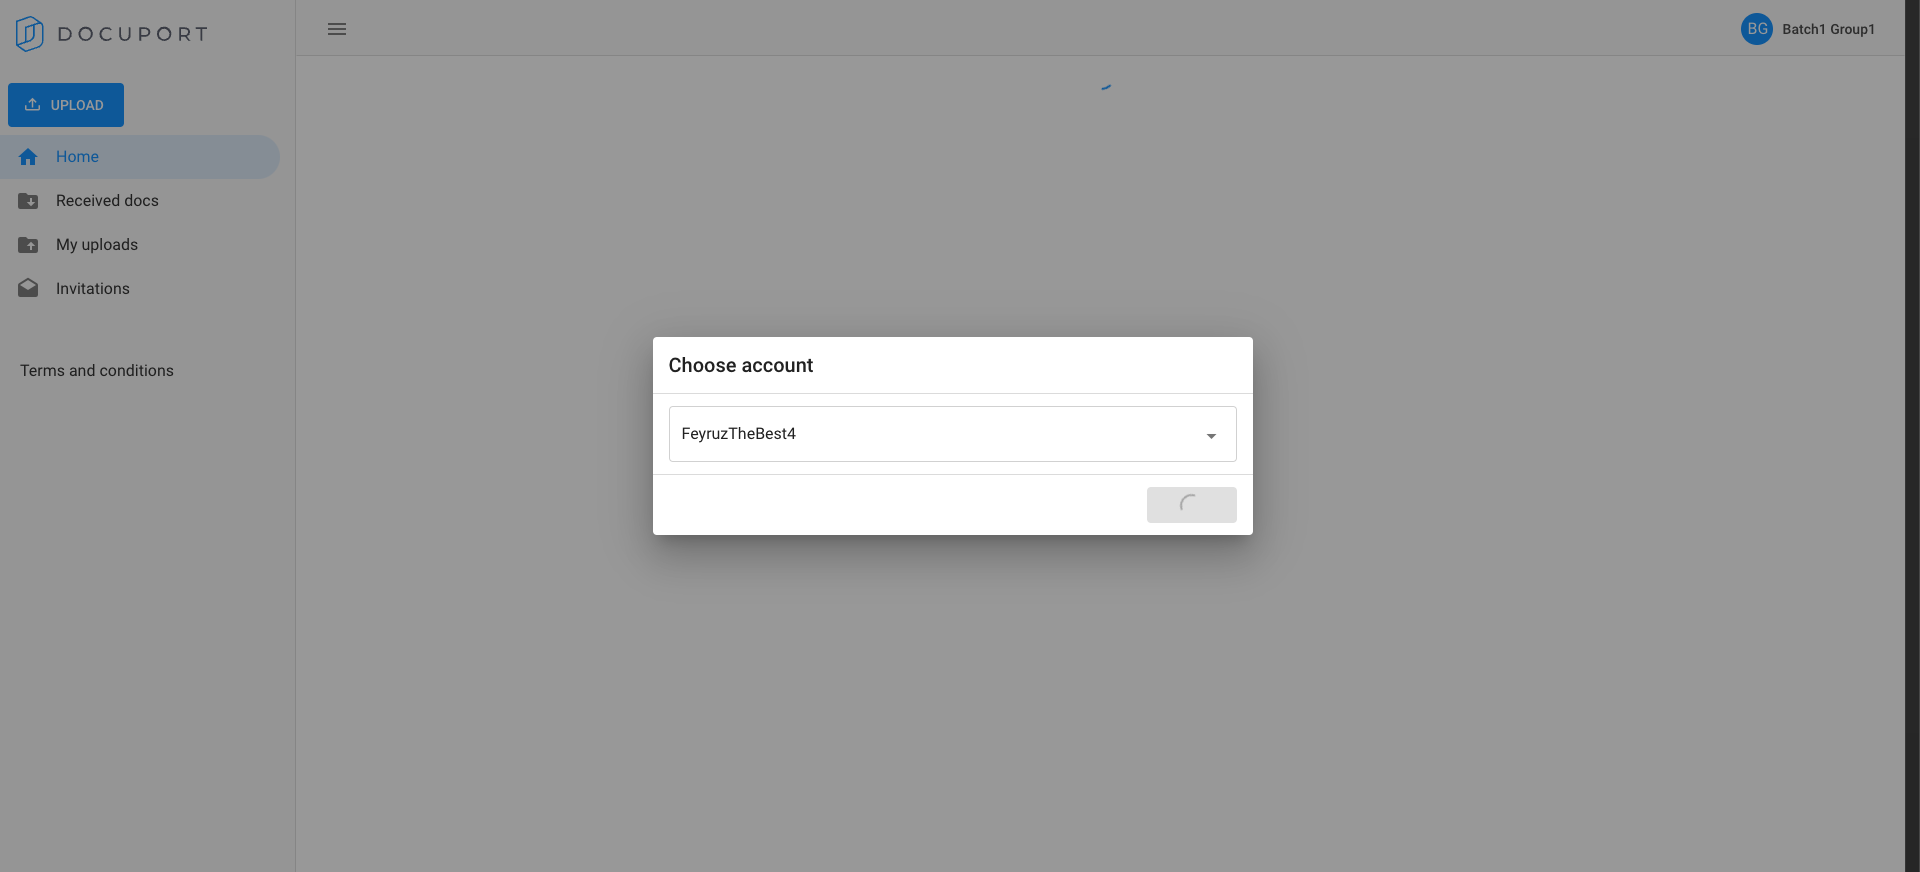 DOCUPORT
BG Batch1 Group1
UPLOAD
Home
Received docs
My uploads
Invitations
Terms and conditions
Choose account
FeyruzTheBest4